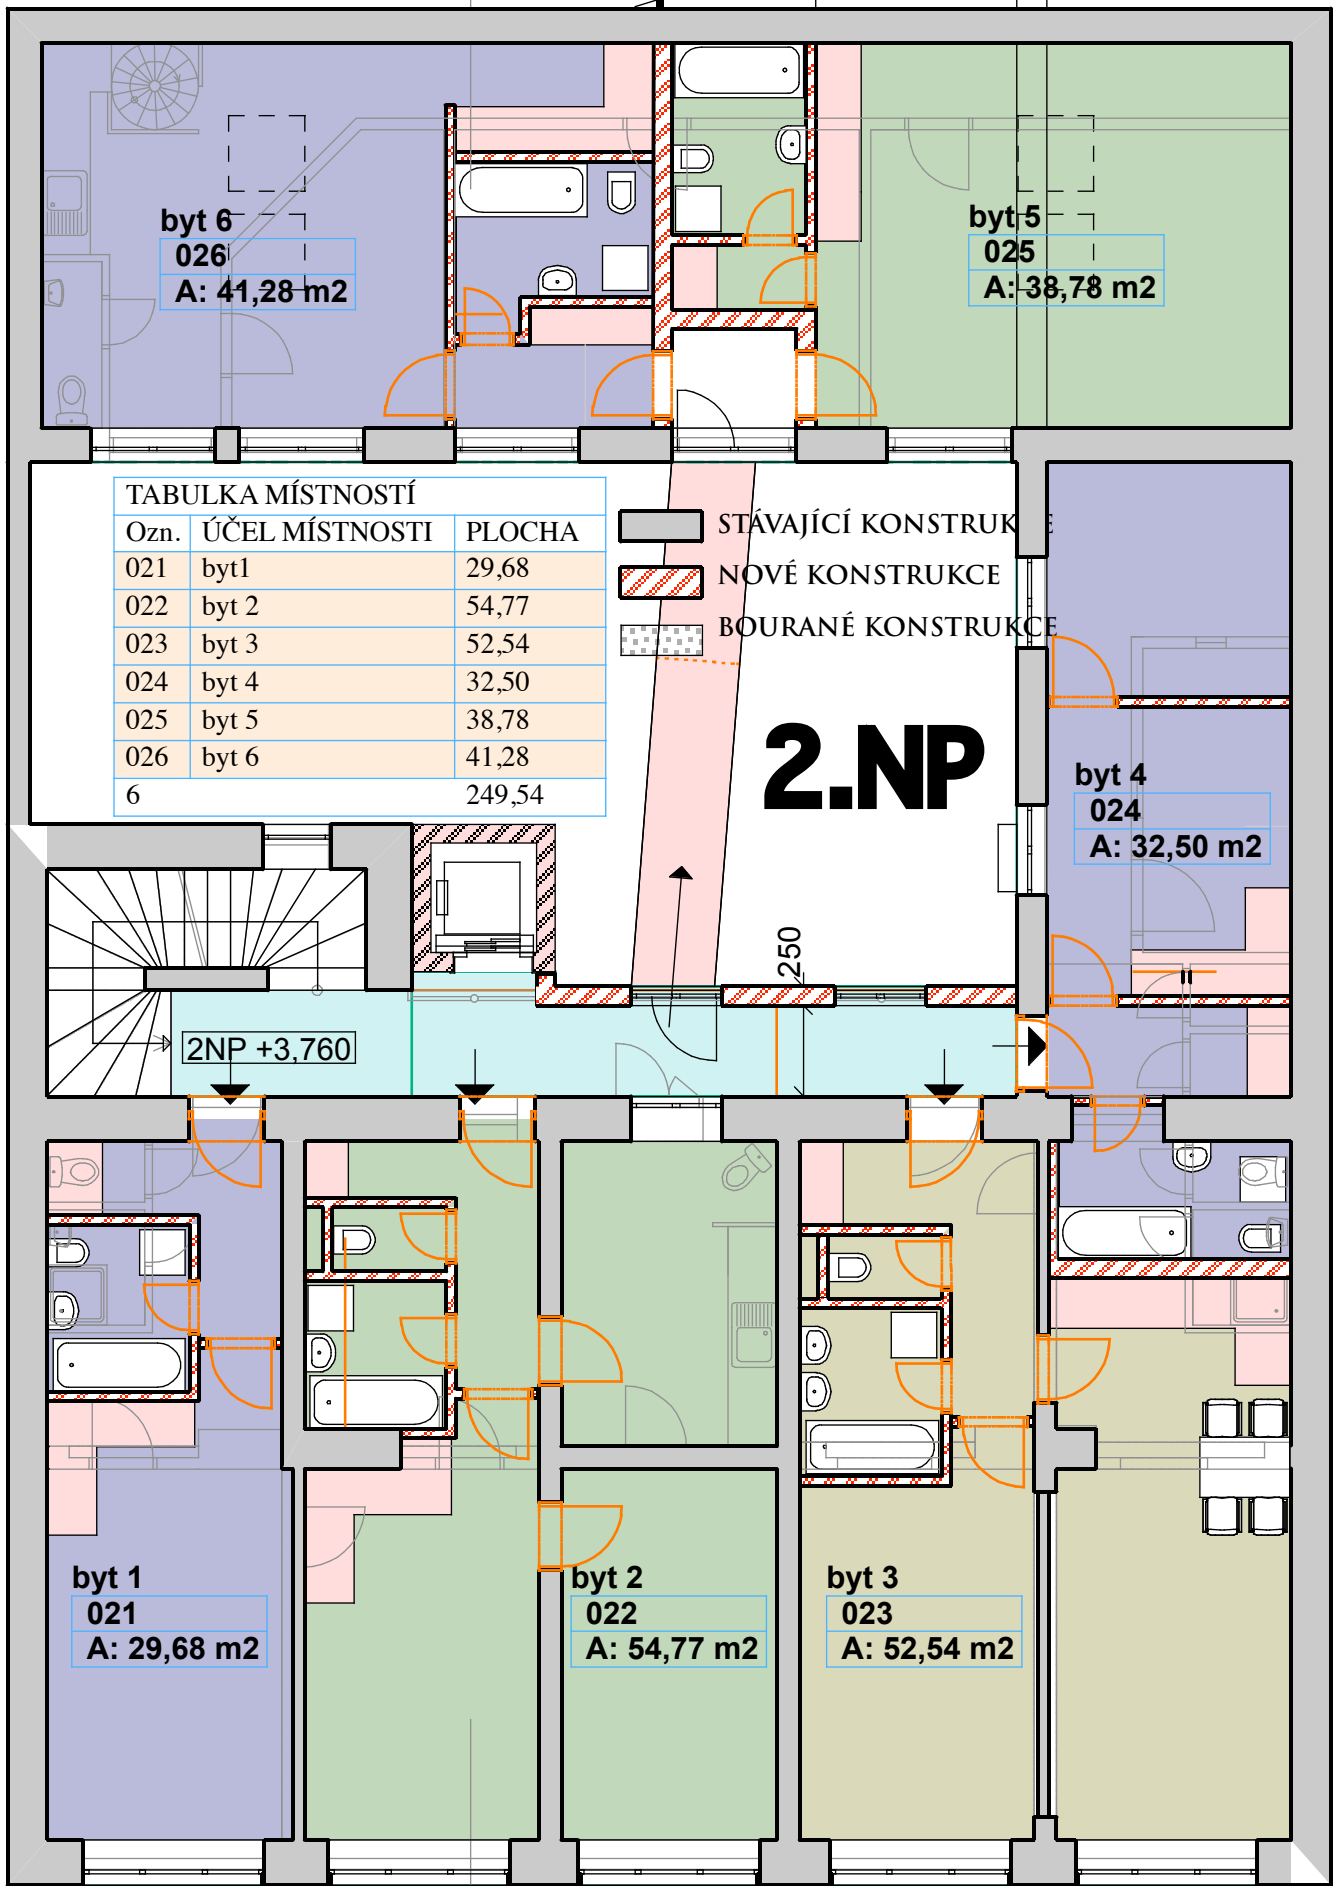 byt 6
026
A: 41,28 m2
byt 5
025
A: 38,78 m2
TABULKA MÍSTNOSTÍ
Ozn. ÚČEL MÍSTNOSTI PLOCHA
021 byt1 29,68
022 byt 2 54,77
023 byt 3 52,54
024 byt 4 32,50
025 byt 5 38,78
026 byt 6 41,28
6 249,54
STÁVAJÍCÍ KONSTRUKCE
NOVÉ KONSTRUKCE
BOURANÉ KONSTRUKCE
2.NP
byt 4
024
A: 32,50 m2
250
2NP +3,760
byt 1
021
A: 29,68 m2
byt 2
022
A: 54,77 m2
byt 3
023
A: 52,54 m2